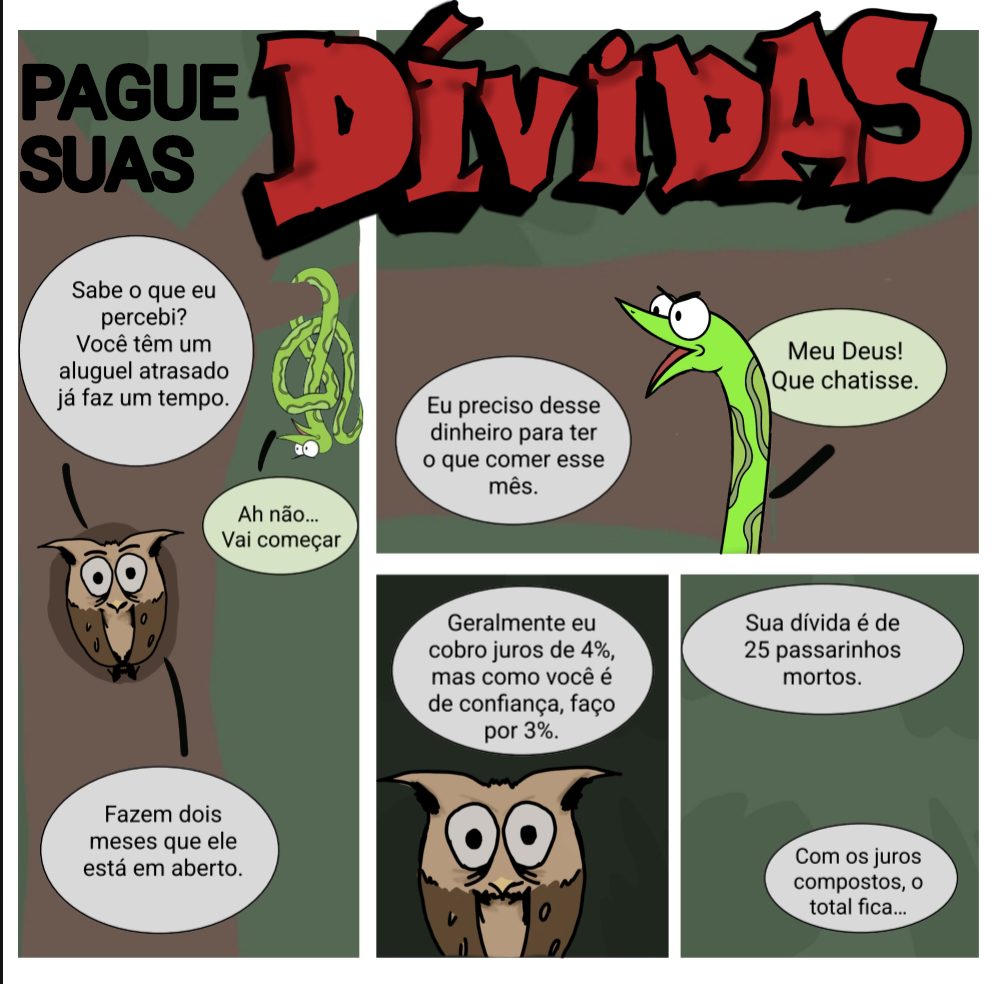 PAGUE
SUAS
DÍVIDAS
Sabe o que eu
percebi?
Você têm um
aluguel atrasado
já faz um tempo.
Ah não...
Vai começar
Fazem dois
meses que ele
está em aberto.
Meu Deus!
Que chatisse.
Eu preciso desse
dinheiro para ter
o que comer esse
mês.
Geralmente eu
cobro juros de 4%,
mas como você é
de confiança, faço
por 3%.
Sua dívida é de
25 passarinhos
mortos.
Com os juros
compostos, o
total fica...